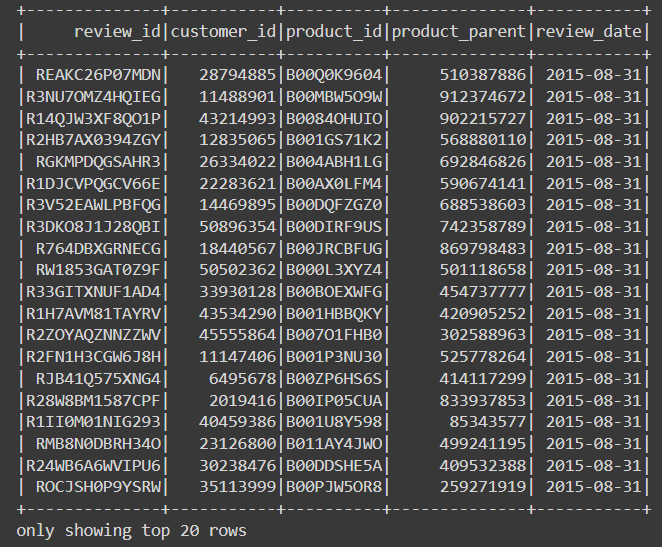 +--------------+-----------+----------+--------------+-----------+
|     review_id|customer_id|product_id|product_parent|review_date|
+--------------+-----------+----------+--------------+-----------+
| REAKC26P07MDN|   28794885|B00Q0K9604|     510387886| 2015-08-31|
|R3NU7OMZ4HQIEG|   11488901|B00MBW5O9W|     912374672| 2015-08-31|
|R14QJW3XF8QO1P|   43214993|B0084OHUIO|     902215727| 2015-08-31|
|R2HB7AX0394ZGY|   12835065|B001GS71K2|     568880110| 2015-08-31|
| RGKMPDQGSAHR3|   26334022|B004ABH1LG|     692846826| 2015-08-31|
|R1DJCVPQGCV66E|   22283621|B00AX0LFM4|     590674141| 2015-08-31|
|R3V52EAWLPBFQG|   14469895|B00DQFZGZ0|     688538603| 2015-08-31|
|R3DKO8J1J28QBI|   50896354|B00DIRF9US|     742358789| 2015-08-31|
| R764DBXGRNECG|   18440567|B00JRCBFUG|     869798483| 2015-08-31|
| RW1853GAT0Z9F|   50502362|B000L3XYZ4|     501118658| 2015-08-31|
|R33GITXNUF1AD4|   33930128|B00BOEXWFG|     454737777| 2015-08-31|
|R1H7AVM81TAYRV|   43534290|B001HBBQKY|     420905252| 2015-08-31|
|R2ZOYAQZNNZZWV|   45555864|B007O1FHB0|     302588963| 2015-08-31|
|R2FN1H3CGW6J8H|   11147406|B001P3NU30|     525778264| 2015-08-31|
| RJB41Q575XNG4|    6495678|B00ZP6HS6S|     414117299| 2015-08-31|
|R28W8BM1587CPF|    2019416|B00IP05CUA|     833937853| 2015-08-31|
|R1II0M01NIG293|   40459386|B001U8Y598|      85343577| 2015-08-31|
| RMB8N0DBRH34O|   23126800|B011AY4JWO|     499241195| 2015-08-31|
|R24WB6A6WVIPU6|   30238476|B00DDSHE5A|     409532388| 2015-08-31|
| ROCJSH0P9YSRW|   35113999|B00PJW5OR8|     259271919| 2015-08-31|
+--------------+-----------+----------+--------------+-----------+
only showing top 20 rows